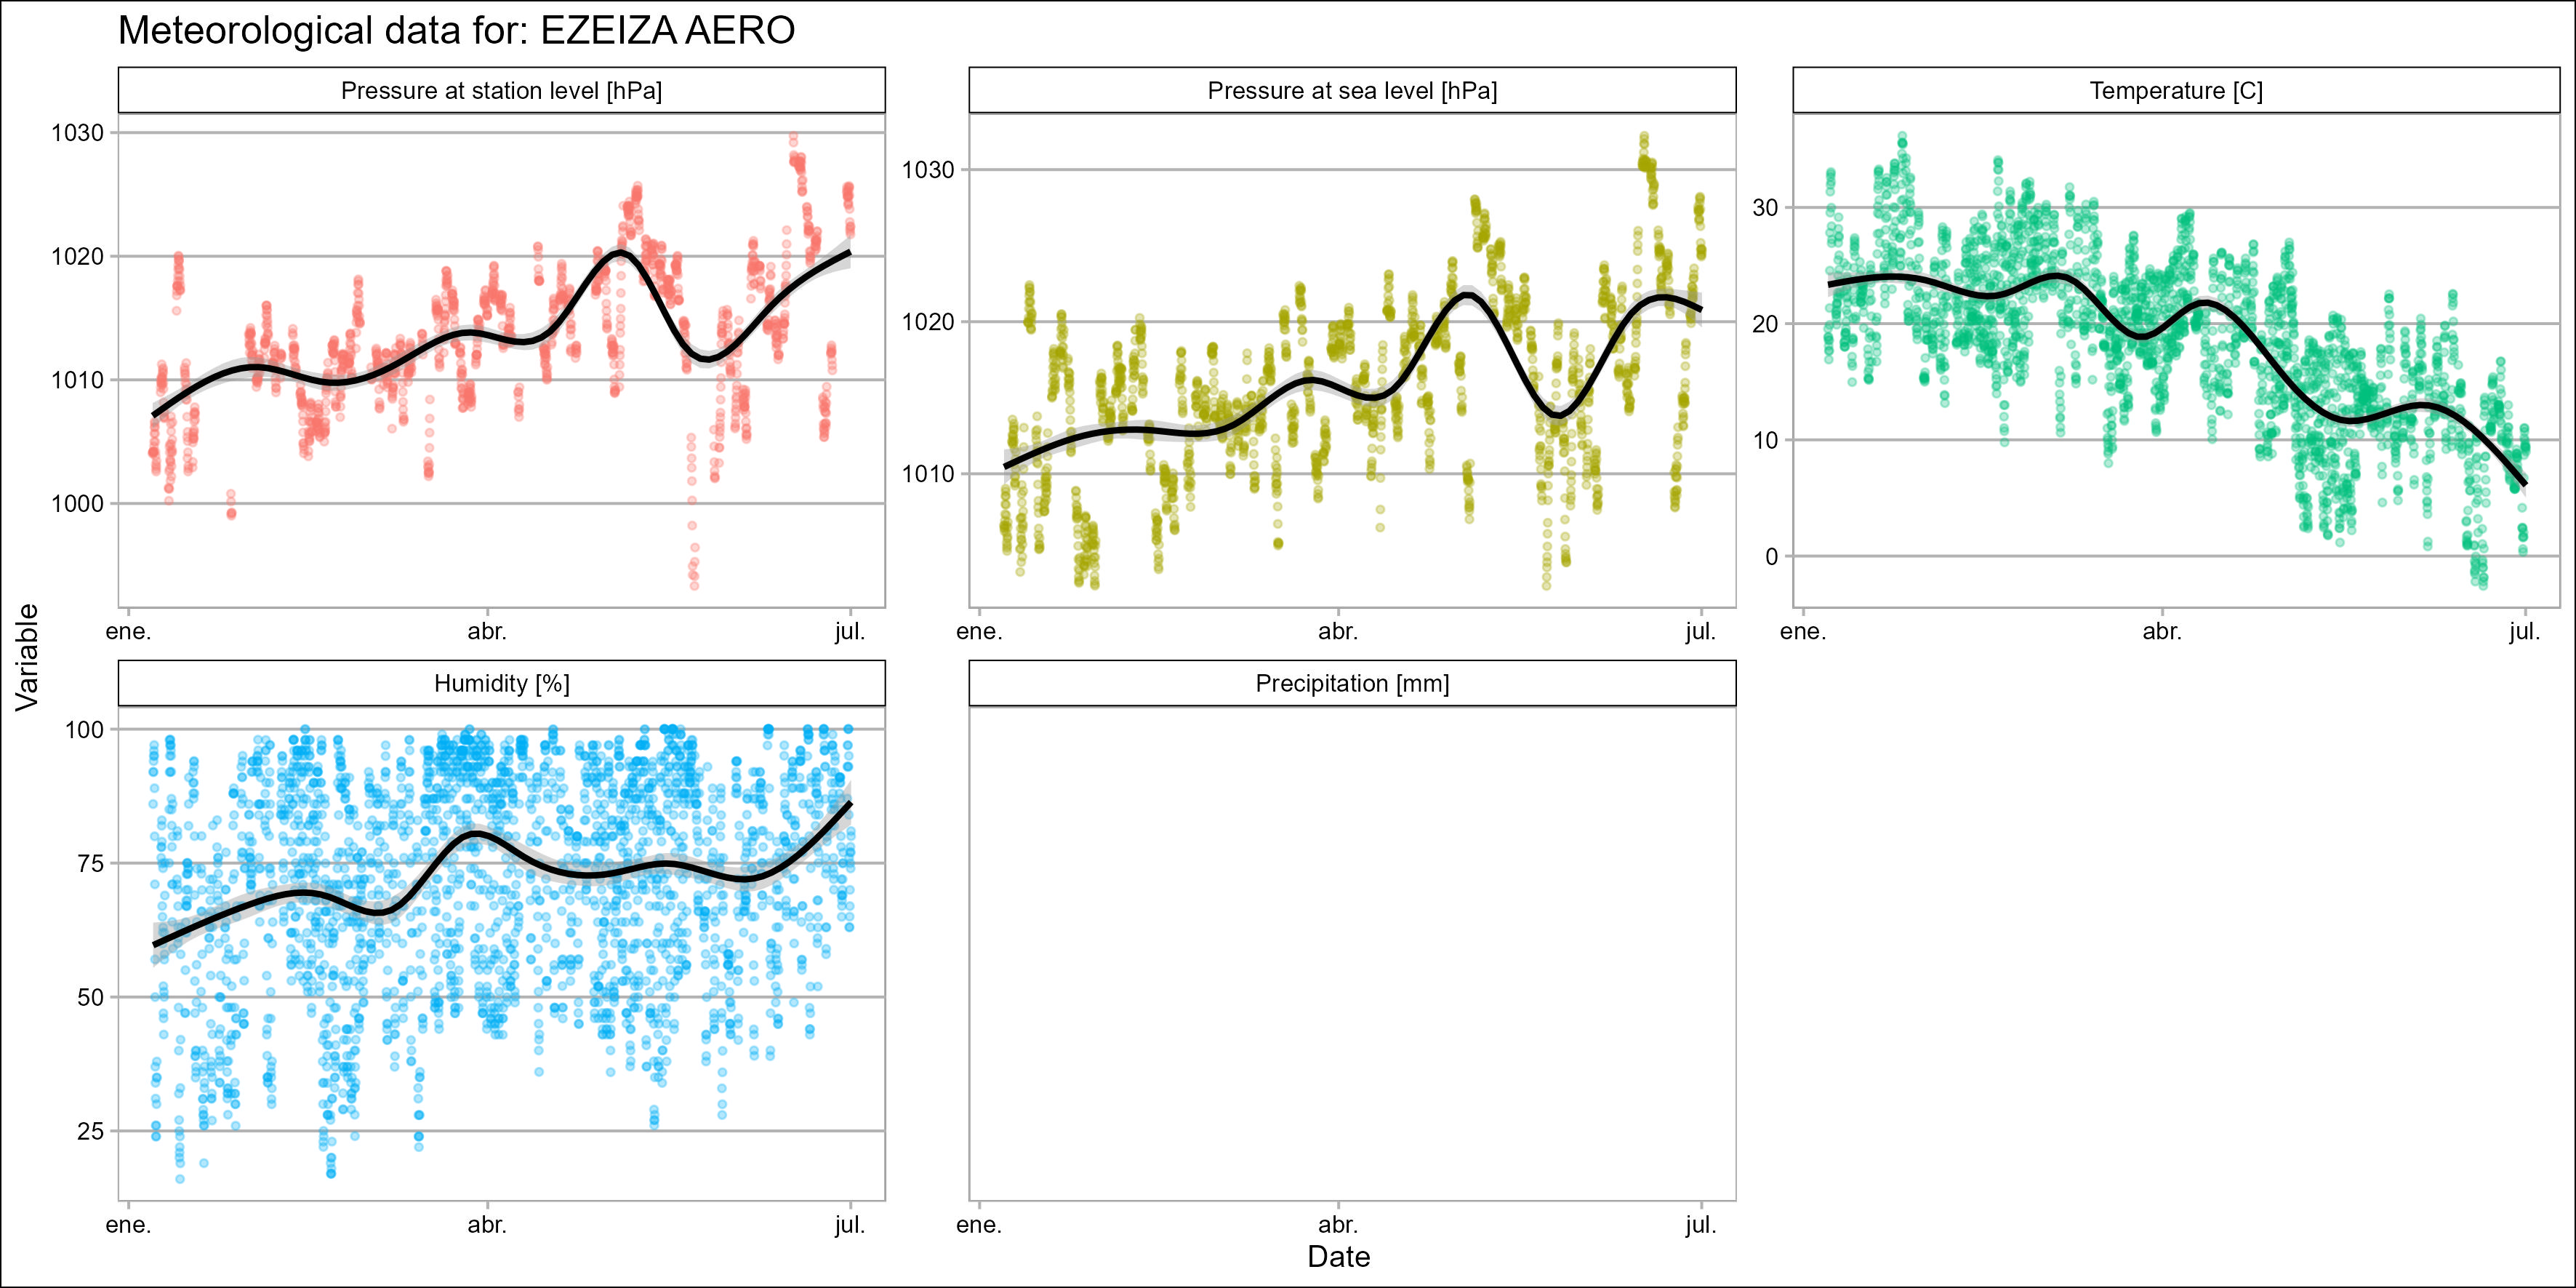 Meteorological data for: EZEIZA AERO
Pressure at station level [hPa]
Pressure at sea level [hPa]
Temperature [C]
1030
1020
1010
1000
1030
1020
1010
30
20
10
0
ene.
abr.
jul.
ene.
abr.
jul.
ene.
abr.
jul.
Variable
Humidity [%]
Precipitation [mm]
100
75
50
25
ene.
abr.
jul.
ene.
abr.
jul.
Date